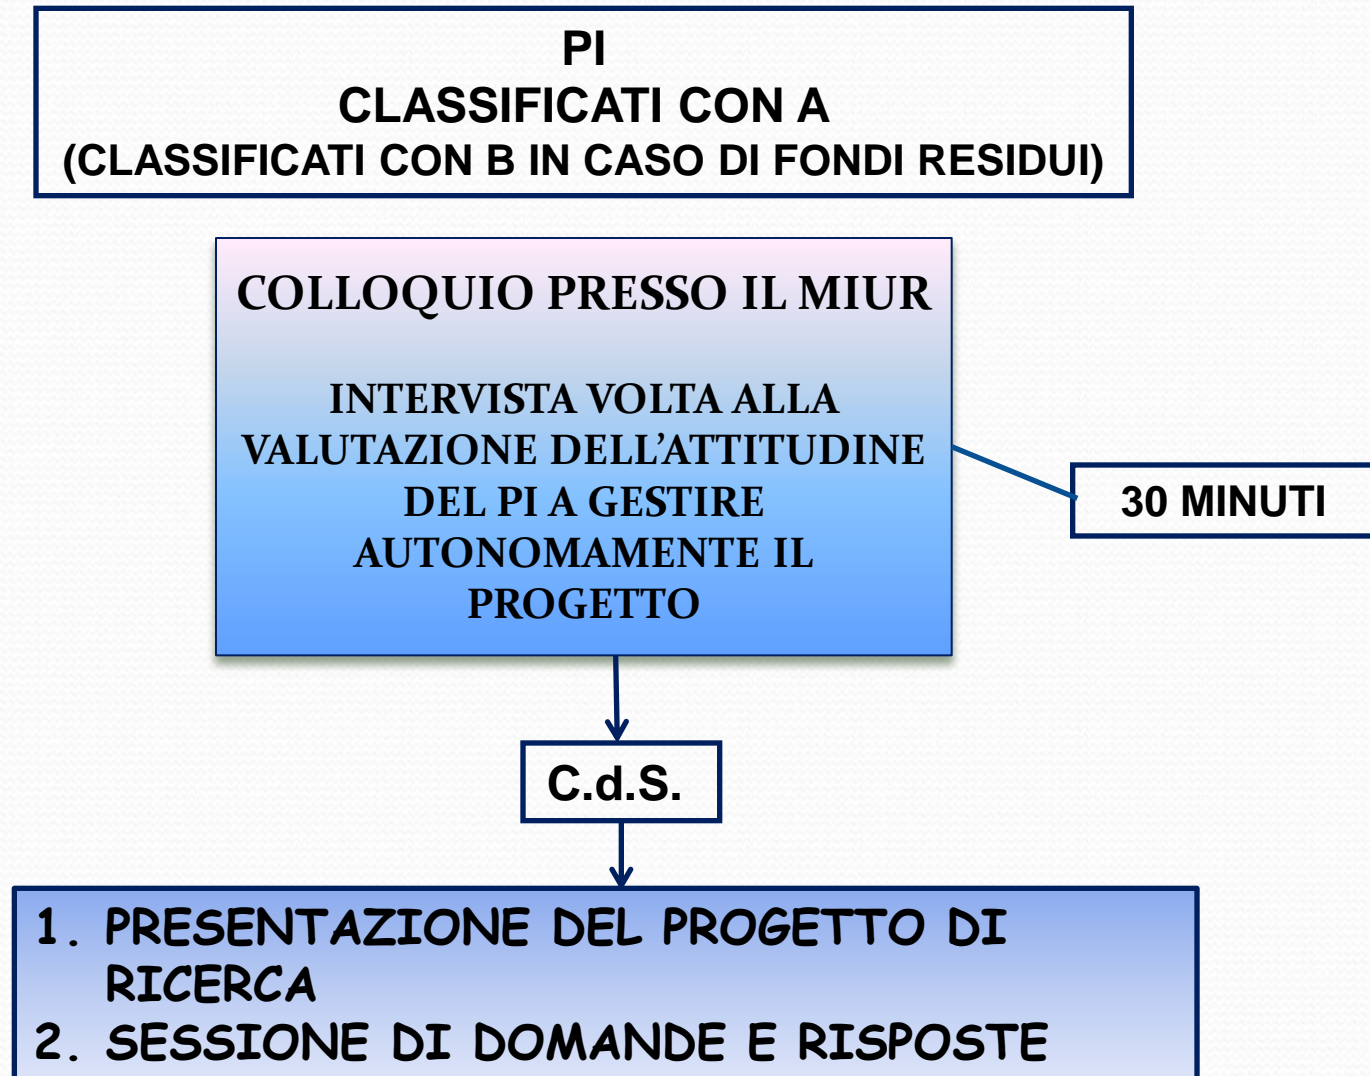 PI
CLASSIFICATI CON A
(CLASSIFICATI CON B IN CASO DI FONDI RESIDUI)
COLLOQUIO PRESSO IL MIUR
INTERVISTA VOLTA ALLA
VALUTAZIONE DELL'ATTITUDINE
DEL PI A GESTIRE
AUTONOMAMENTE IL
PROGETTO
30 MINUTI
C.d.S.
1. PRESENTAZIONE DEL PROGETTO DI
RICERCA
2. SESSIONE DI DOMANDE E RISPOSTE